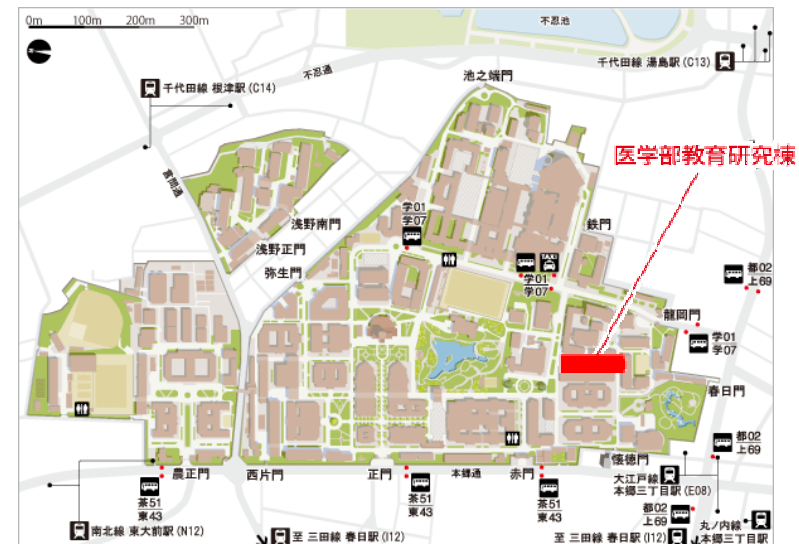 0m 100m 200m 300m
不忍池
千代田線 湯島駅(C13)
池之端門
不忍通
千代田線 根津駅(C14)
医学部教育研究棟
言問通
学01
学07
浅野南門
鉄門
浅野正門
弥生門
TAXI
学01
学07
都02
上69
龍岡門
学01
学07
春日門
都02
上69
懐徳門
農正門
西片門
正門
本郷通
赤門
大江戸線
本郷三丁目駅(E08)
茶51
東43
茶51
東43
茶51
東43
都02
上69
丸ノ内線
本郷三丁目駅
南北線 東大前駅(N12)
至 三田線 春日駅(I12)
至 三田線 春日駅(I12)